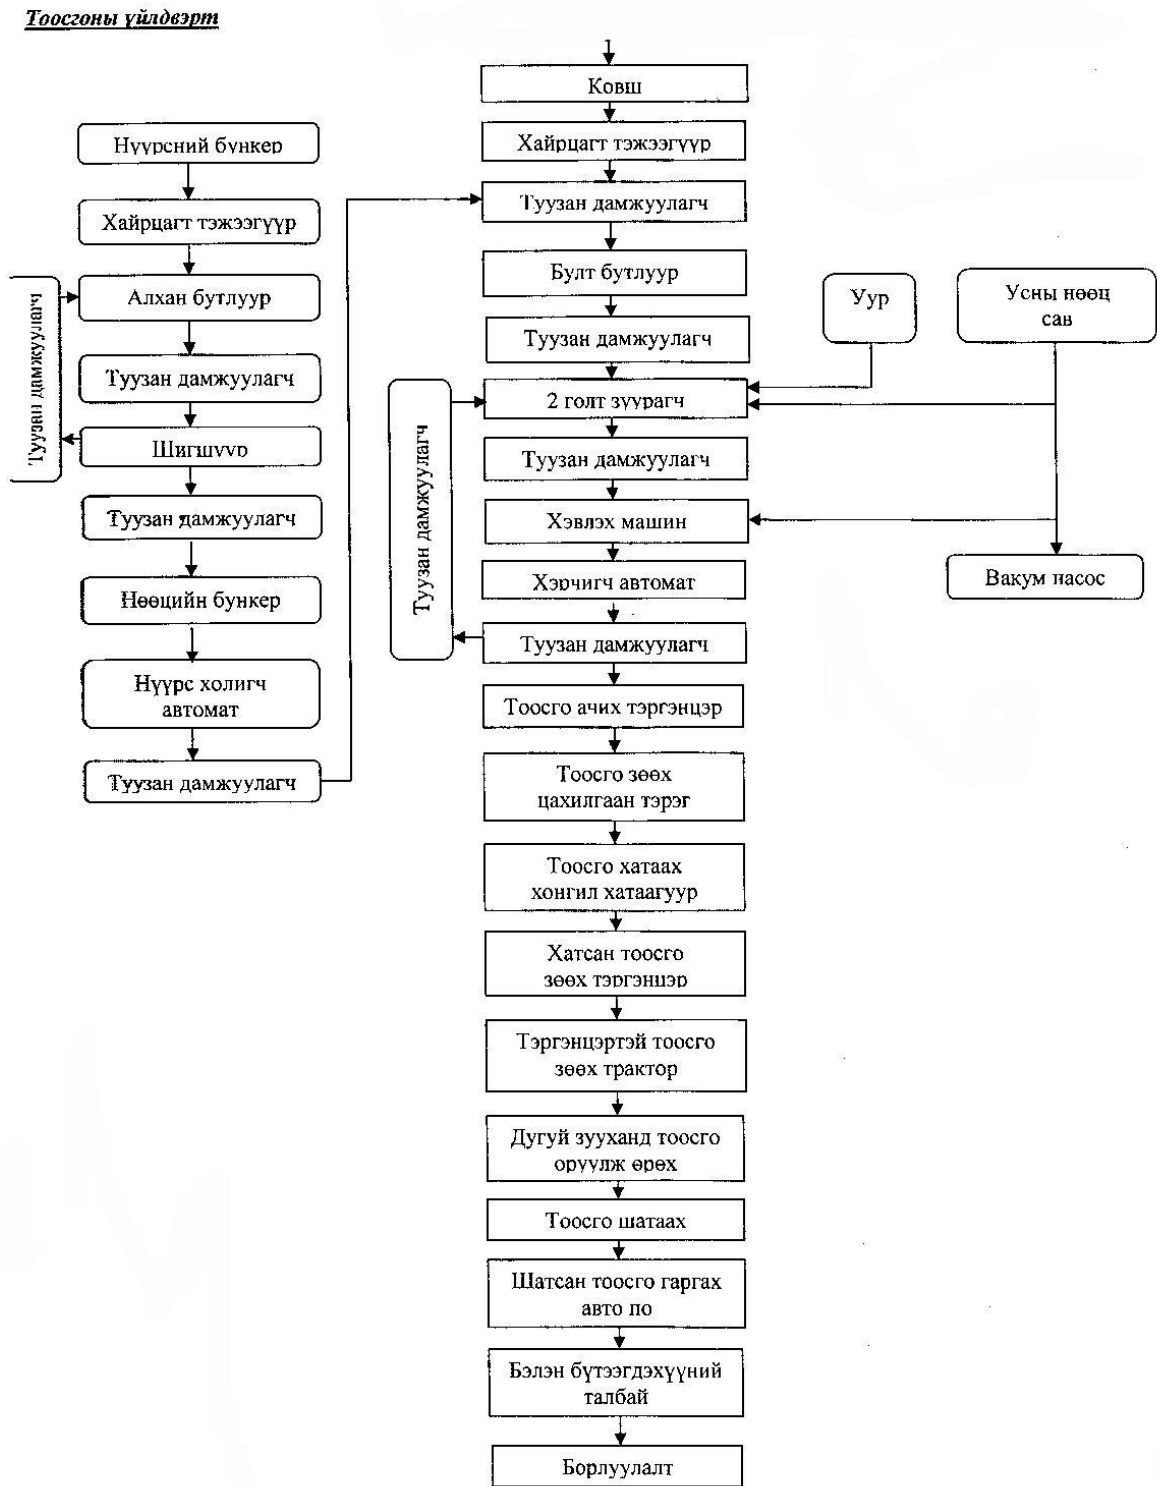 Тоосгоны үйлдвэрт
Ковш
Хайрцагт тэжээгүүр
Туузан дамжуулагч
Булт бутлуур
Туузан дамжуулагч
2 голт зуурагч
Туузан дамжуулагч
Хэвлэх машин
Хэрчигч автомат
Туузан дамжуулагч
Тоосго ачих тэргэнцэр
Тоосго зөөх
цахилгаан тэрэг
Тоосго хатаах
хонгил хатаагуур
Хатсан тоосго
зөөх тэргэнцэр
Тэргэнцэртэй тоосго
зөөх трактор
Дугуй зууханд тоосго
оруулж өрөх
Тоосго шатаах
Шатсан тоосго гаргах
авто по
Бэлэн бүтээгдэхүүний
талбай
Борлуулалт
Нүүрсний бункер
Хайрцагт тэжээгүүр
Алхан бутлуур
Туузан дамжуулагч
Шигшүүр
Туузан дамжуулагч
Нөөцийн бункер
Нүүрс холигч
автомат
Туузан дамжуулагч
Туузан дамжуулагч
Туузан дамжуулагч
Уур
Усны нөөц
сав
Вакум насос